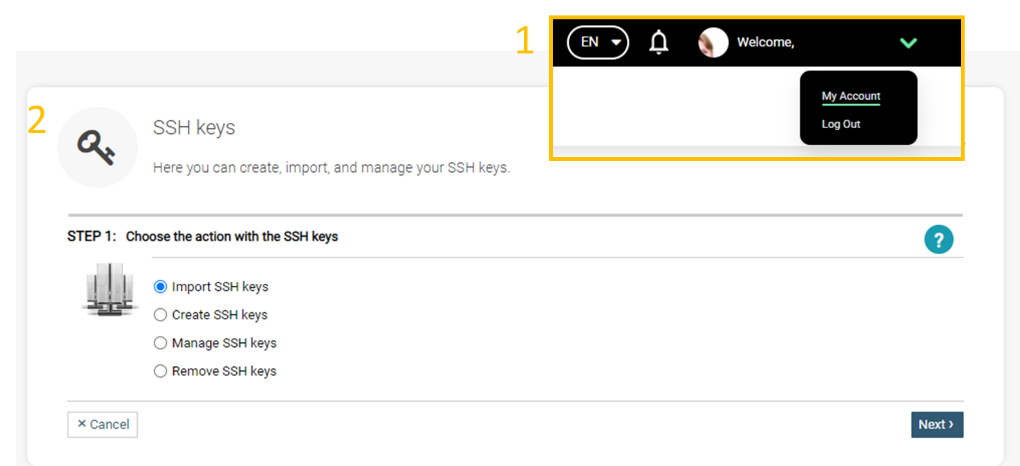 1
EN
Welcome,
My Account
Log Out
2
SSH keys
Here you can create, import, and manage your SSH keys.
STEP 1: Choose the action with the SSH keys
?
Import SSH keys
Create SSH keys
Manage SSH keys
Remove SSH keys
× Cancel
Next ›